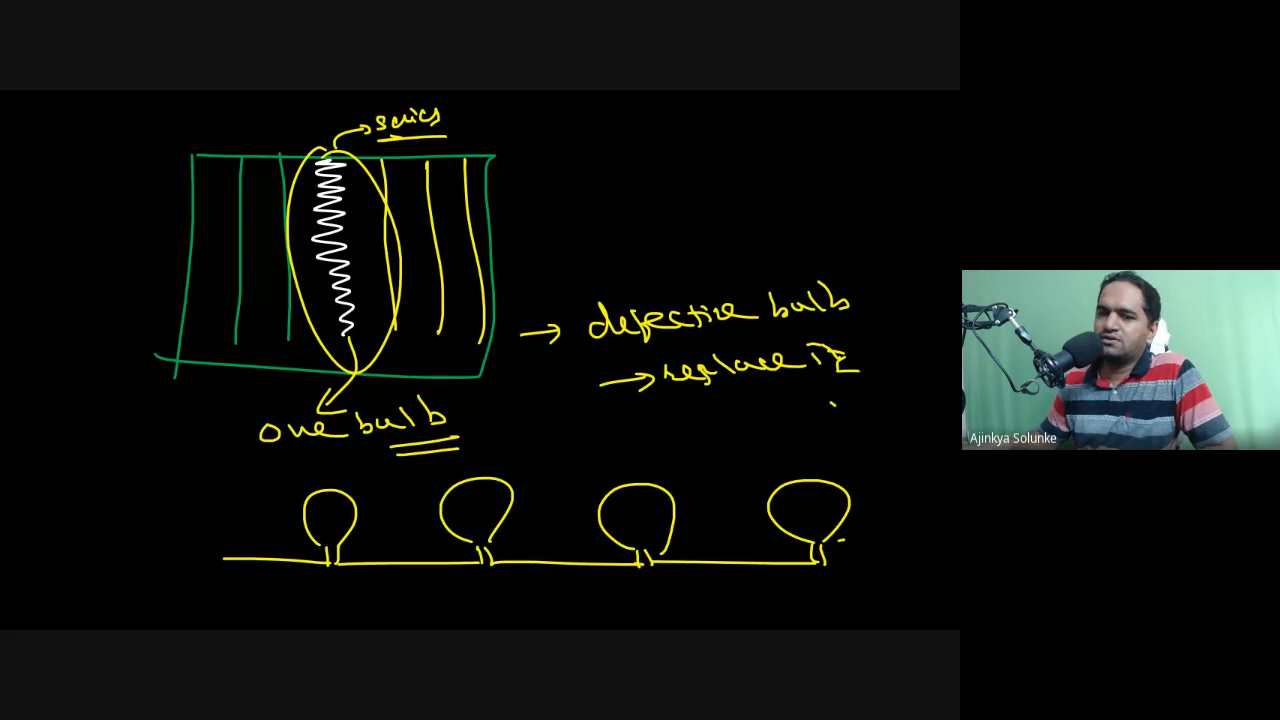 series
→ defective bulb
→ replace it
one bulb
Ajinkya Solunke